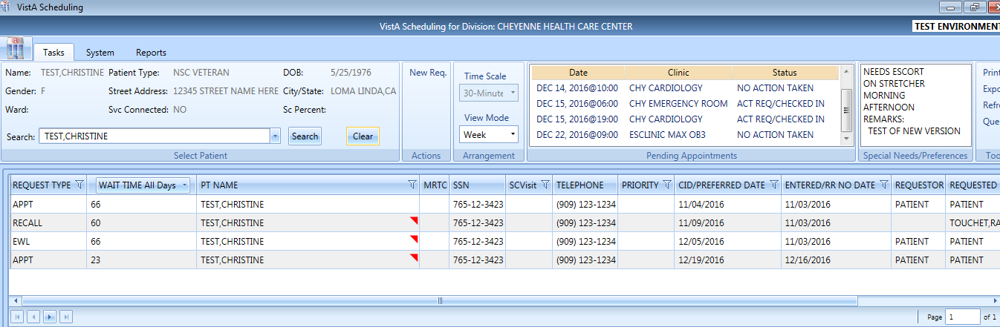 VistA Scheduling
VistA Scheduling for Division: CHEYENNE HEALTH CARE CENTER
TEST ENVIRONMENT
Tasks System Reports
Name: TEST,CHRISTINE Patient Type: NSC VETERAN DOB: 5/25/1976
Gender: F Street Address: 12345 STREET NAME HERE City/State: LOMA LINDA,CA
Ward: Svc Connected: NO Sc Percent:
Search: TEST,CHRISTINE Search Clear
Select Patient
New Req.
Actions
Time Scale
30-Minute
View Mode
Week
Arrangement
Date Clinic Status
DEC 14, 2016@10:00 CHY CARDIOLOGY NO ACTION TAKEN
DEC 15, 2016@06:00 CHY EMERGENCY ROOM ACT REQ/CHECKED IN
DEC 15, 2016@19:00 CHY CARDIOLOGY ACT REQ/CHECKED IN
DEC 22, 2016@09:00 ESCLINIC MAX OB3 NO ACTION TAKEN
Pending Appointments
NEEDS ESCORT
ON STRETCHER
MORNING
AFTERNOON
REMARKS:
TEST OF NEW VERSION
Special Needs/Preferences
Print
Expo
Refre
Que
Too
REQUEST TYPE WAIT TIME All Days PT NAME MRTC SSN SCVisit TELEPHONE PRIORITY CID/PREFERRED DATE ENTERED/RR NO DATE REQUESTOR REQUESTED
APPT 66 TEST,CHRISTINE 765-12-3423 (909) 123-1234 11/04/2016 11/03/2016 PATIENT PATIENT
RECALL 60 TEST,CHRISTINE 765-12-3423 (909) 123-1234 11/09/2016 11/03/2016 TOUCHET,RA
EWL 66 TEST,CHRISTINE 765-12-3423 (909) 123-1234 12/05/2016 11/03/2016 PATIENT PATIENT
APPT 23 TEST,CHRISTINE 765-12-3423 (909) 123-1234 12/19/2016 12/16/2016 PATIENT PATIENT
Page 1 of 1